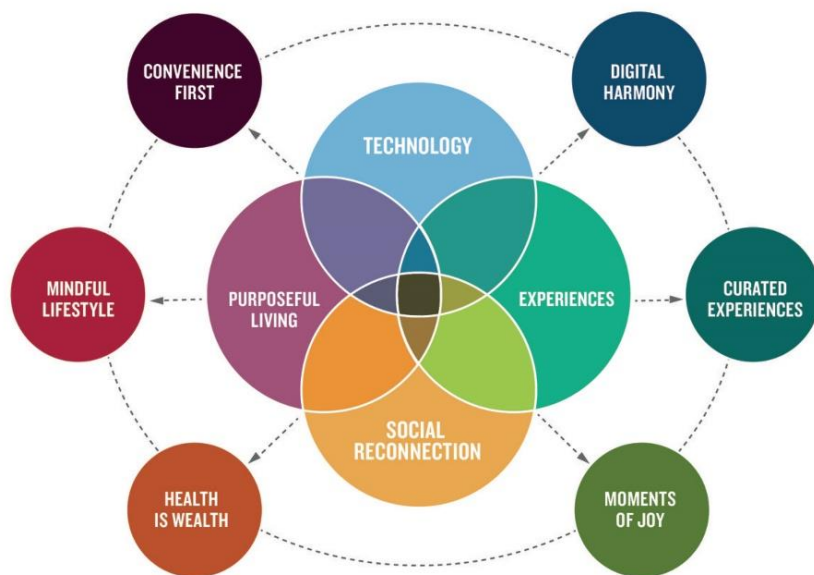 CONVENIENCE
FIRST
DIGITAL
HARMONY
TECHNOLOGY
MINDFUL
LIFESTYLE
PURPOSEFUL
LIVING
EXPERIENCES
CURATED
EXPERIENCES
SOCIAL
RECONNECTION
HEALTH
IS WEALTH
MOMENTS
OF JOY